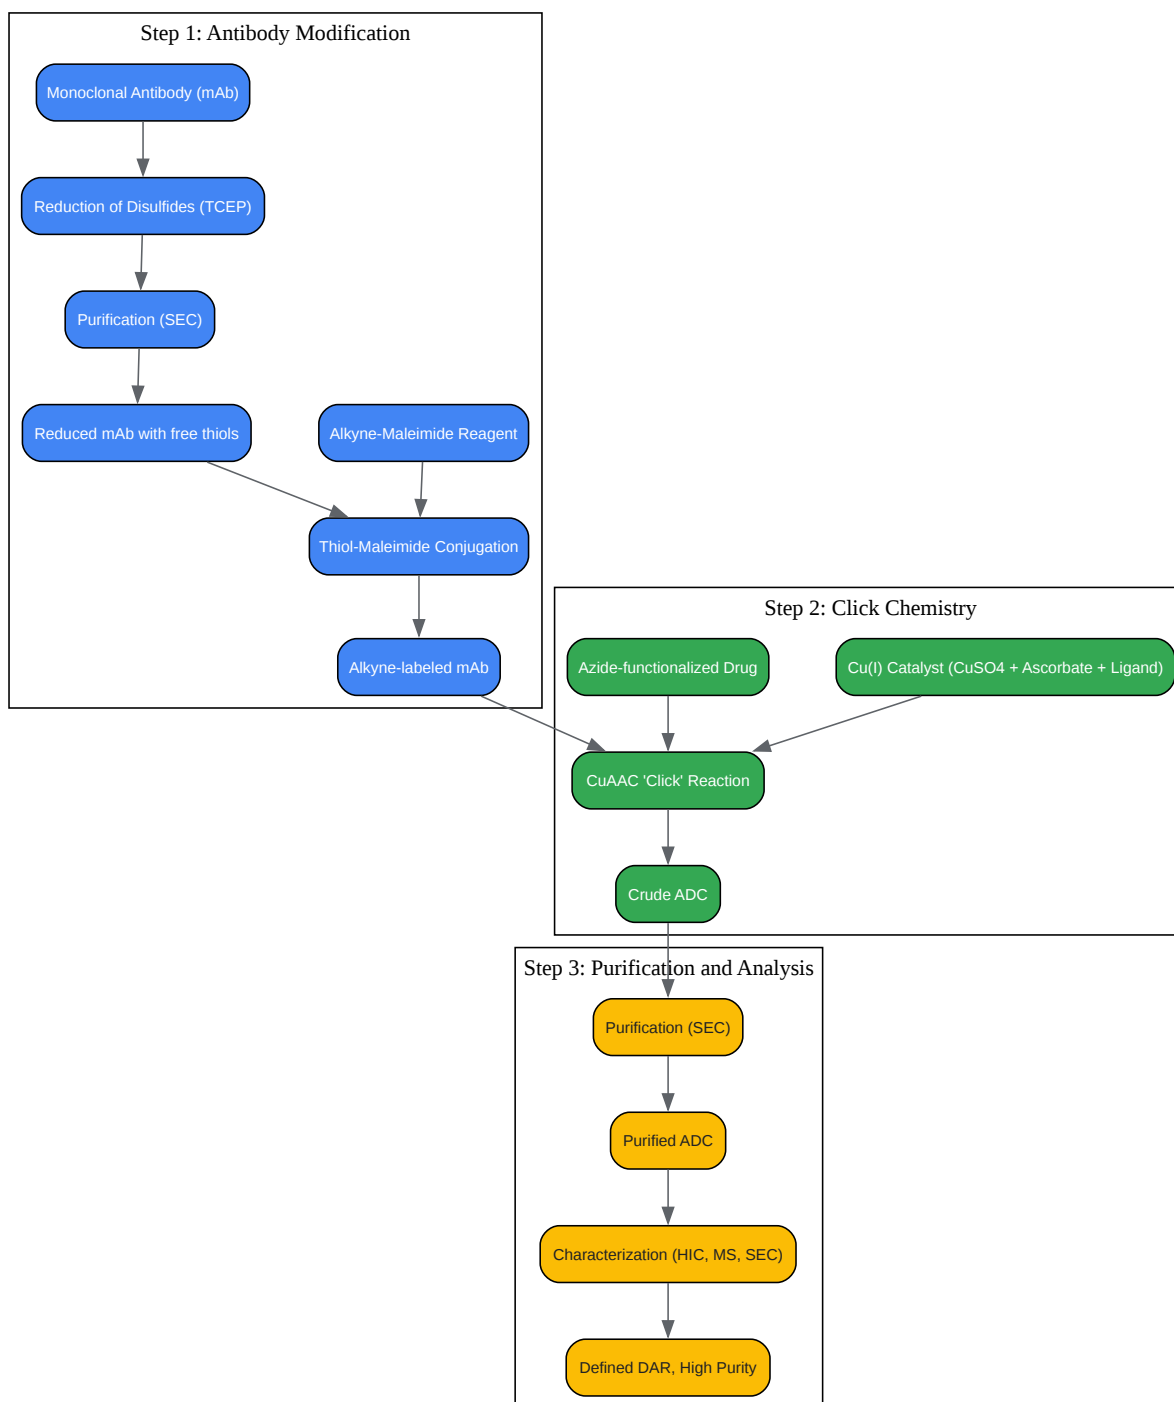 Step 1: Antibody Modification
Monoclonal Antibody (mAb)
Reduction of Disulfides (TCEP)
Purification (SEC)
Reduced mAb with free thiols
Alkyne-Maleimide Reagent
Thiol-Maleimide Conjugation
Alkyne-labeled mAb
Step 2: Click Chemistry
Azide-functionalized Drug
Cu(I) Catalyst (CuSO4 + Ascorbate + Ligand)
CuAAC 'Click' Reaction
Crude ADC
Step 3: Purification and Analysis
Purification (SEC)
Purified ADC
Characterization (HIC, MS, SEC)
Defined DAR, High Purity